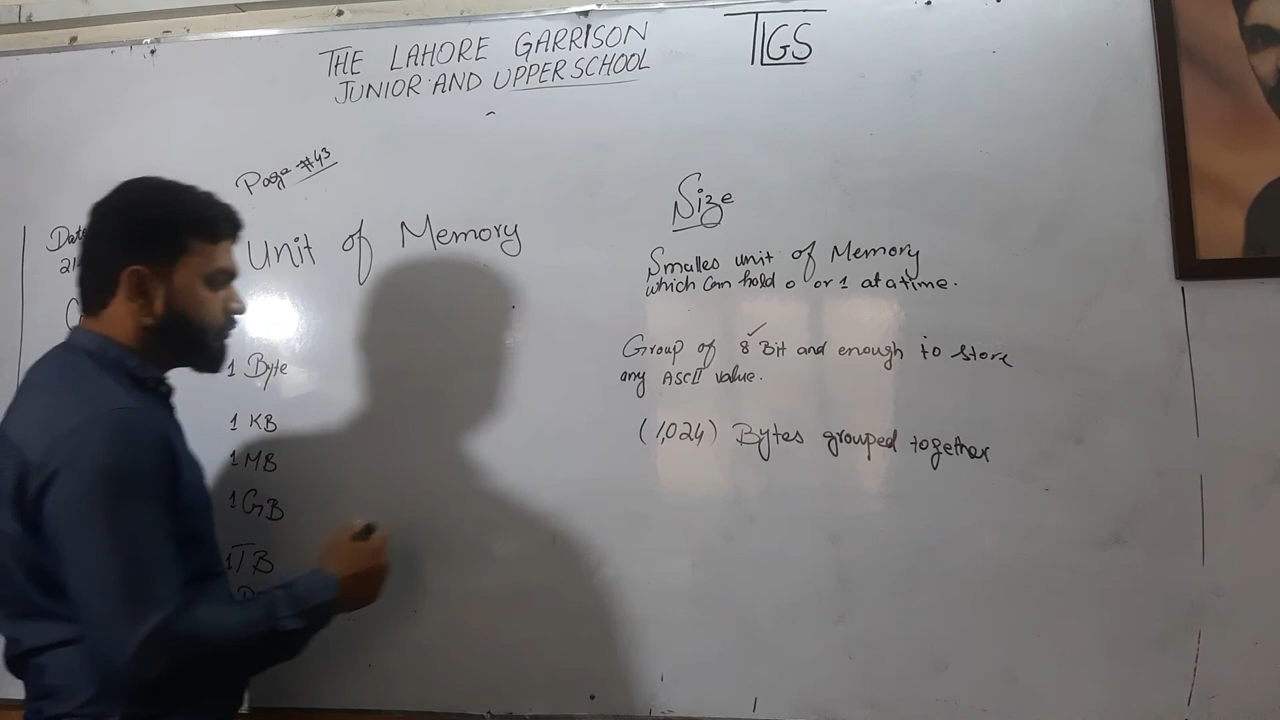 THE LAHORE GARRISON
JUNIOR AND UPPER SCHOOL
TLGS
Page #43
Date
21
Unit of Memory
Size
Smalles unit of Memory
which can hold 0 or 1 at a time.
1 Byte
Group of 8 Bit and enough to store
any ASCII value.
1 KB
(1,024) Bytes grouped together
1 MB
1 GB
1 TB